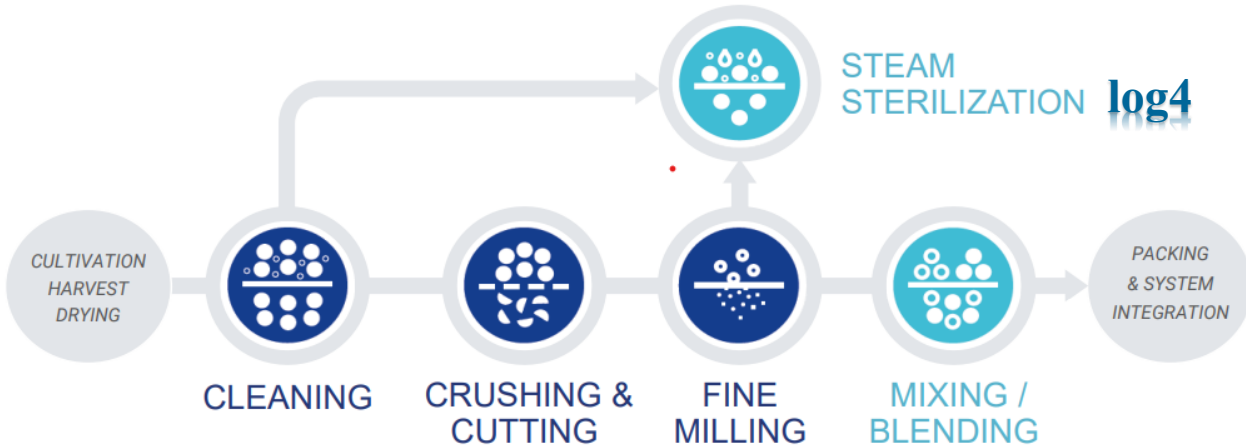 STEAM
STERILIZATION log4
CULTIVATION
HARVEST
DRYING
PACKING
& SYSTEM
INTEGRATION
CLEANING
CRUSHING &
CUTTING
FINE
MILLING
MIXING /
BLENDING